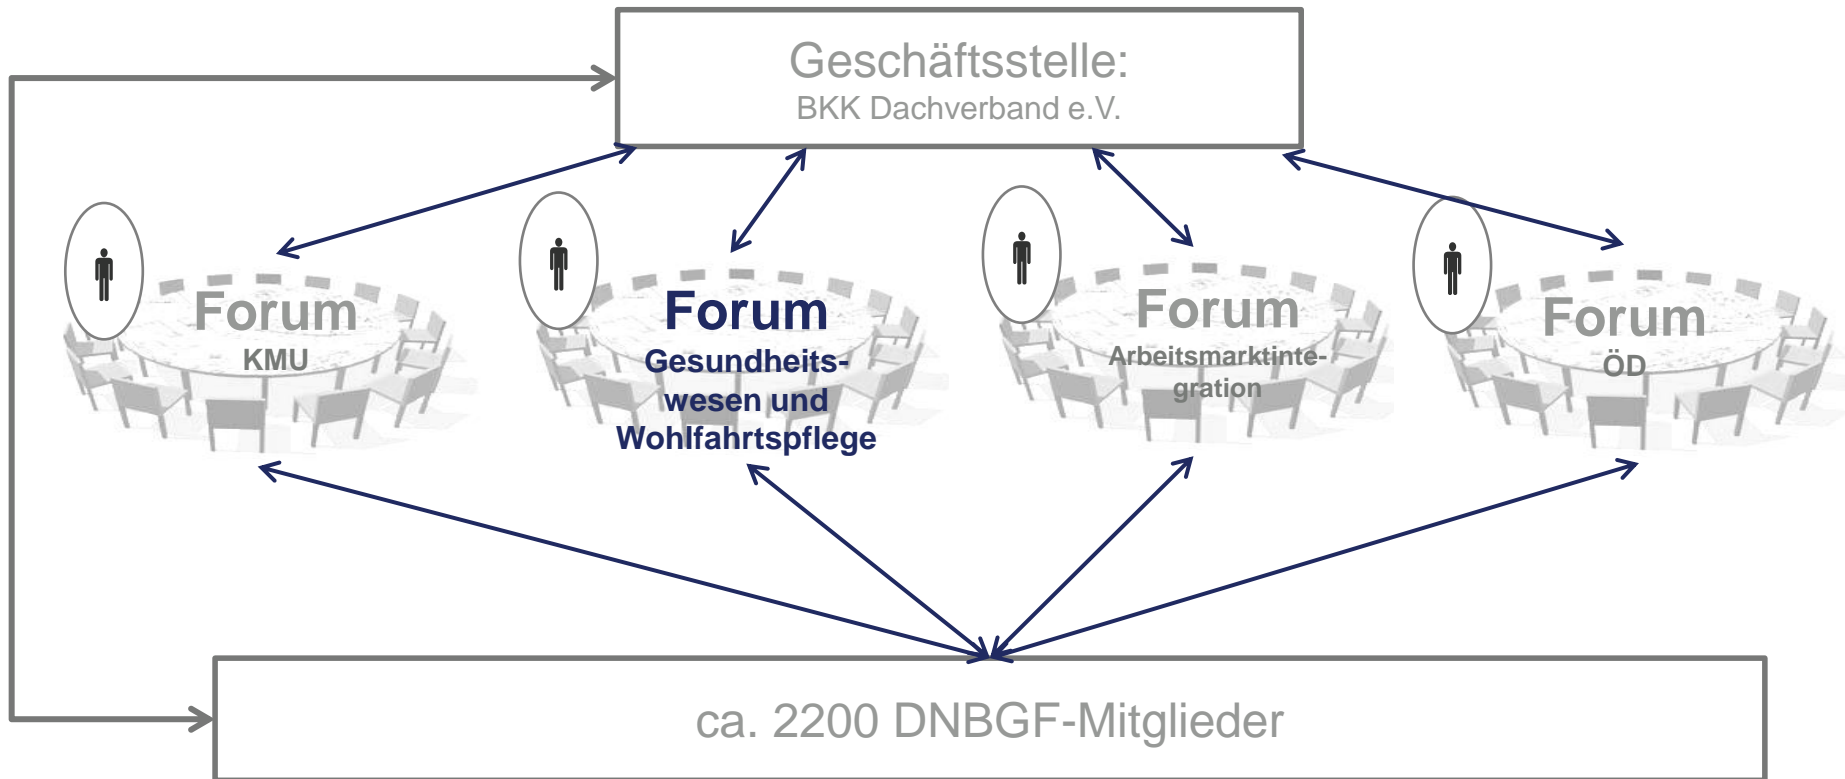 Geschäftsstelle:
BKK Dachverband e.V.
Forum
KMU
Forum
Gesundheits-
wesen und
Wohlfahrtspflege
Forum
Arbeitsmarktinte-
gration
Forum
ÖD
ca. 2200 DNBGF-Mitglieder